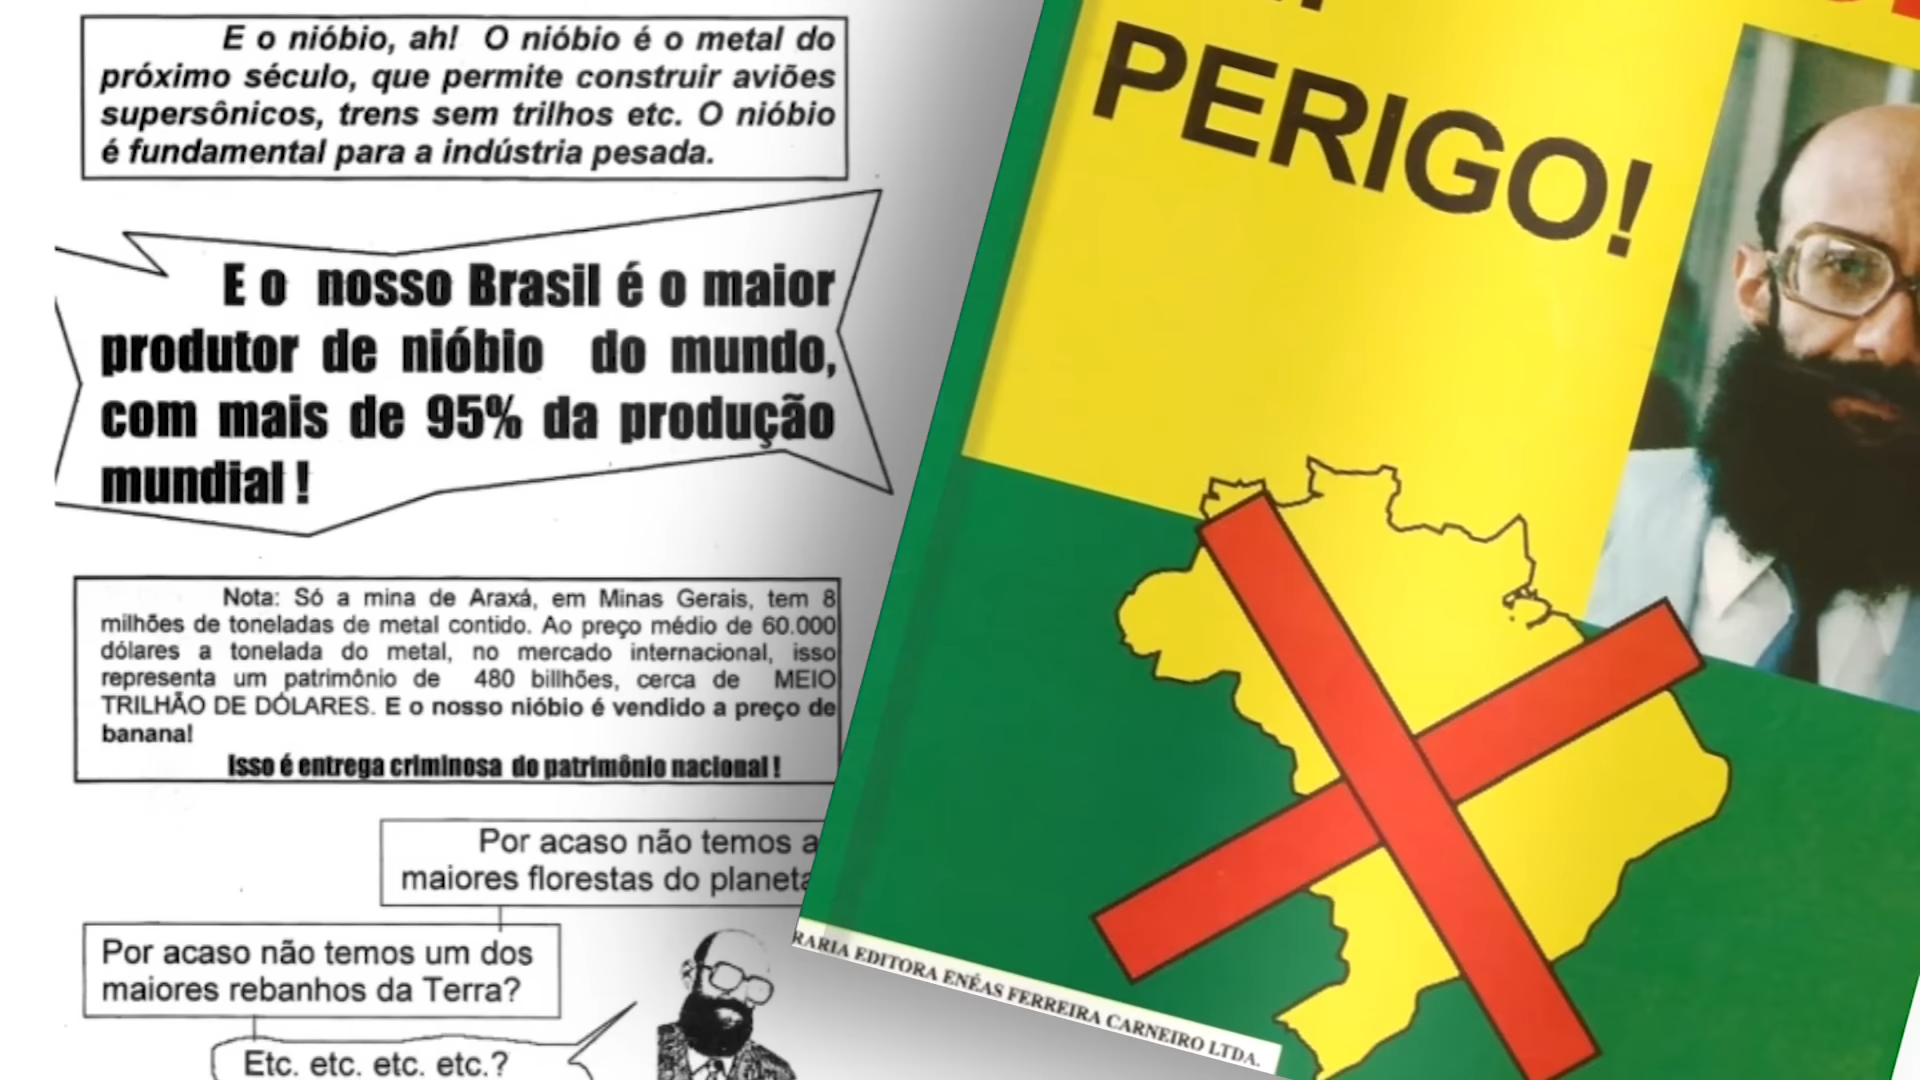 E o nióbio, ah! O nióbio é o metal do
próximo século, que permite construir aviões
supersônicos, trens sem trilhos etc. O nióbio
é fundamental para a indústria pesada.
E o nosso Brasil é o maior
produtor de nióbio do mundo,
com mais de 95% da produção
mundial !
Nota: Só a mina de Araxá, em Minas Gerais, tem 8
milhões de toneladas de metal contido. Ao preço médio de 60.000
dólares a tonelada do metal, no mercado internacional, isso
representa um patrimônio de 480 billhões, cerca de MEIO
TRILHÃO DE DÓLARES. E o nosso nióbio é vendido a preço de
banana!
Isso é entrega criminosa do patrimônio nacional !
Por acaso não temos a
maiores florestas do planeta
Por acaso não temos um dos
maiores rebanhos da Terra?
Etc. etc. etc. etc.?
PERIGO!
RARIA EDITORA ENÉAS FERREIRA CARNEIRO LTDA.